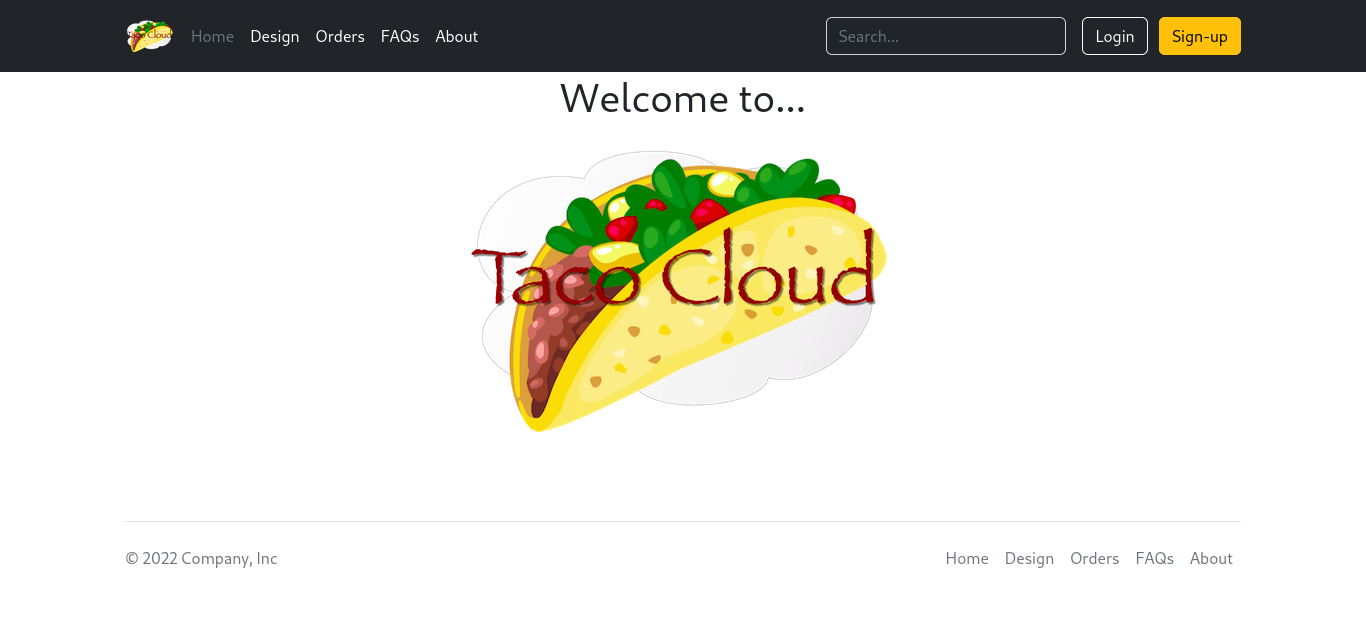 Taco Cloud Home Design Orders FAQs About Search... Login Sign-up
Welcome to...
Taco Cloud
© 2022 Company, Inc Home Design Orders FAQs About